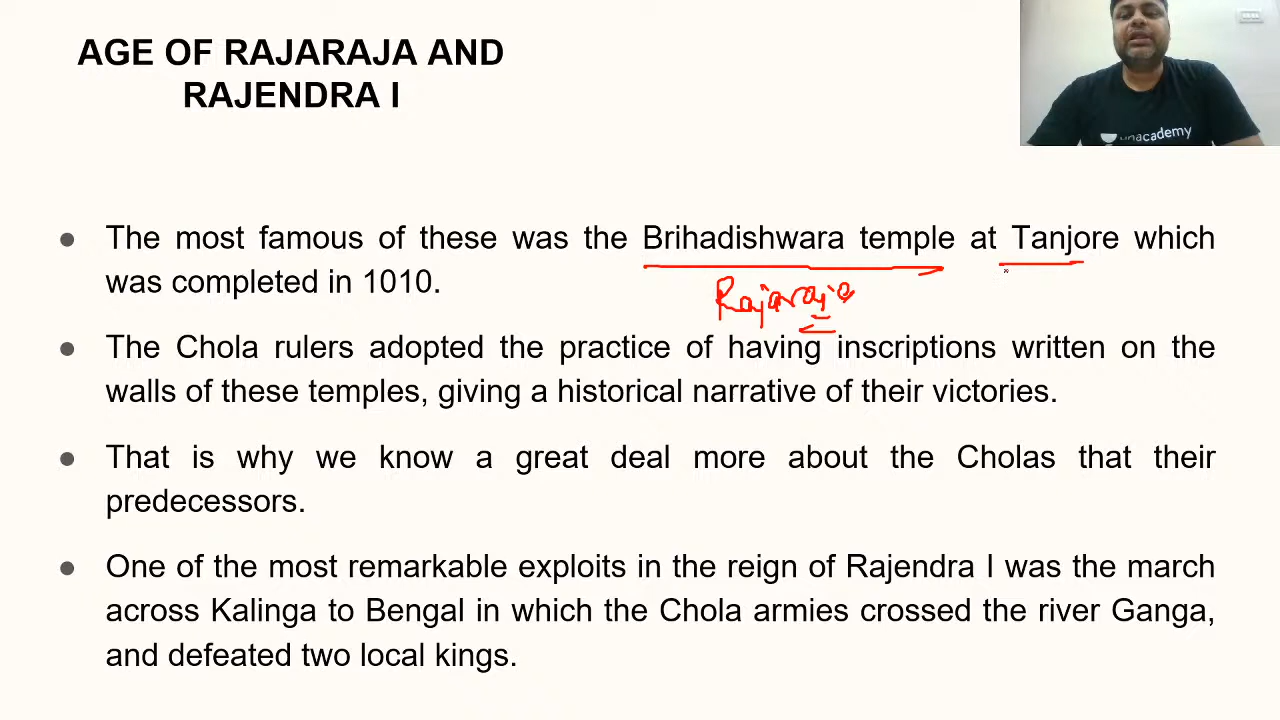 AGE OF RAJARAJA AND
RAJENDRA I
unacademy
● The most famous of these was the Brihadishwara temple at Tanjore which
was completed in 1010.
Rajaraja
● The Chola rulers adopted the practice of having inscriptions written on the
walls of these temples, giving a historical narrative of their victories.
● That is why we know a great deal more about the Cholas that their
predecessors.
● One of the most remarkable exploits in the reign of Rajendra I was the march
across Kalinga to Bengal in which the Chola armies crossed the river Ganga,
and defeated two local kings.